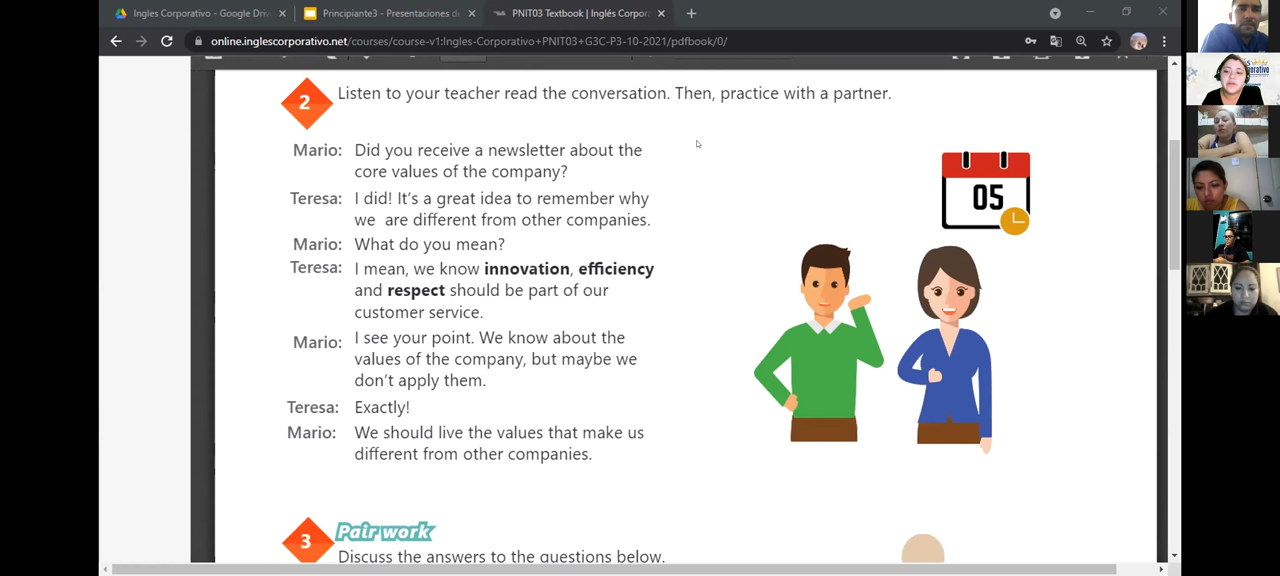 Ingles Corporativo - Google Driv
Principiante3 - Presentaciones de
PNIT03 Textbook | Inglés Corpor
online.inglescorporativo.net/courses/course-v1:Ingles-Corporativo+PNIT03+G3C-P3-10-2021/pdfbook/0/
2
Listen to your teacher read the conversation. Then, practice with a partner.
Mario: Did you receive a newsletter about the
core values of the company?
Teresa: I did! It's a great idea to remember why
we are different from other companies.
Mario: What do you mean?
Teresa: I mean, we know innovation, efficiency
and respect should be part of our
customer service.
Mario: I see your point. We know about the
values of the company, but maybe we
don't apply them.
Teresa: Exactly!
Mario: We should live the values that make us
different from other companies.
05
3
Pair work
Discuss the answers to the questions below.